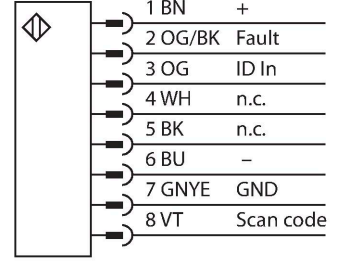 1 BN +
2 OG/BK Fault
3 OG ID In
4 WH n.c.
5 BK n.c.
6 BU –
7 GNYE GND
8 VT Scan code